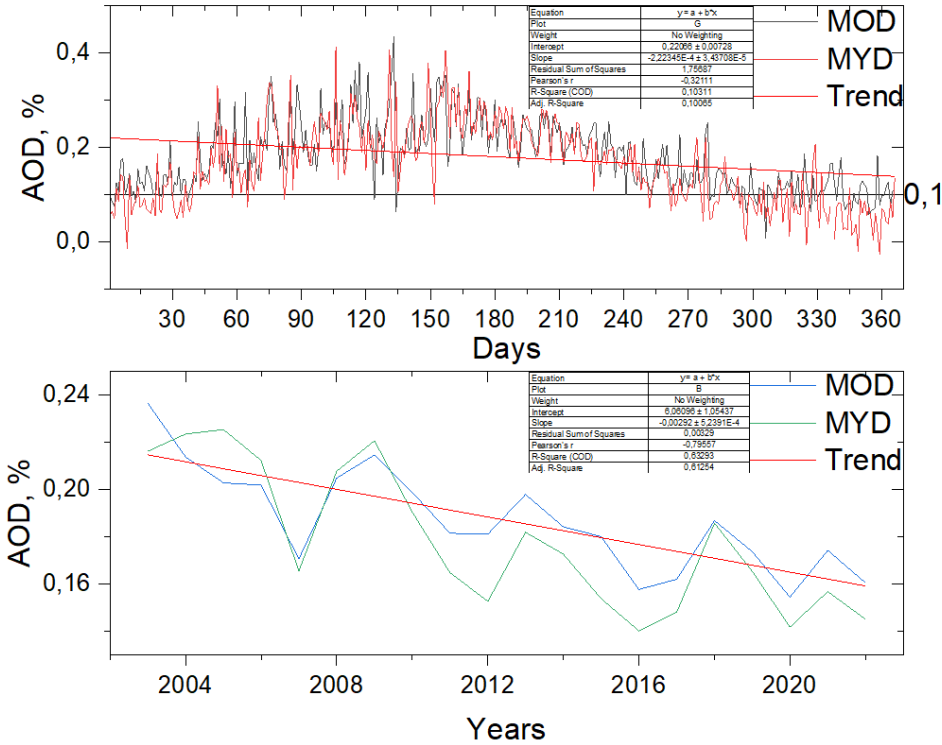 Equation y = a + b*x
Plot G
Weight No Weighting
Intercept 0,22066 ± 0,00728
Slope -2,22345E-4 ± 3,43708E-5
Residual Sum of Squares 1,75687
Pearson's r -0,32111
R-Square (COD) 0,10311
Adj. R-Square 0,10065
MOD
MYD
Trend
AOD, %
0,4
0,2
0,0
0,1
30 60 90 120 150 180 210 240 270 300 330 360
Days
Equation y = a + b*x
Plot B
Weight No Weighting
Intercept 6,06096 ± 1,05437
Slope -0,00292 ± 5,2391E-4
Residual Sum of Squares 0,00329
Pearson's r -0,79557
R-Square (COD) 0,63293
Adj. R-Square 0,61254
MOD
MYD
Trend
AOD, %
0,24
0,20
0,16
2004 2008 2012 2016 2020
Years